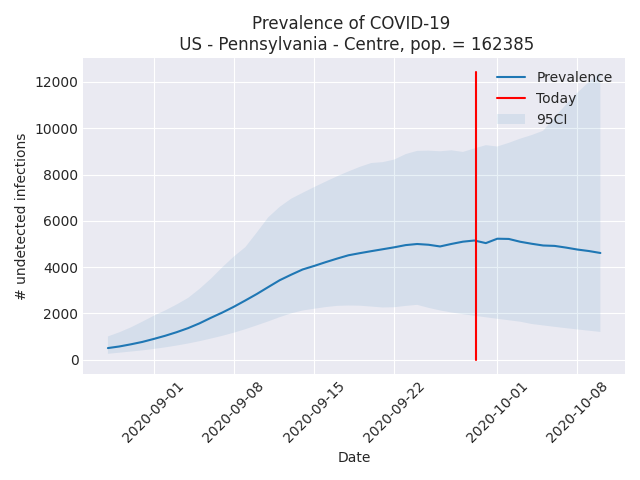 Prevalence of COVID-19
US - Pennsylvania - Centre, pop. = 162385
Prevalence
Today
95CI
12000
10000
8000
6000
4000
2000
0
# undetected infections
2020-09-01
2020-09-08
2020-09-15
2020-09-22
2020-10-01
2020-10-08
Date